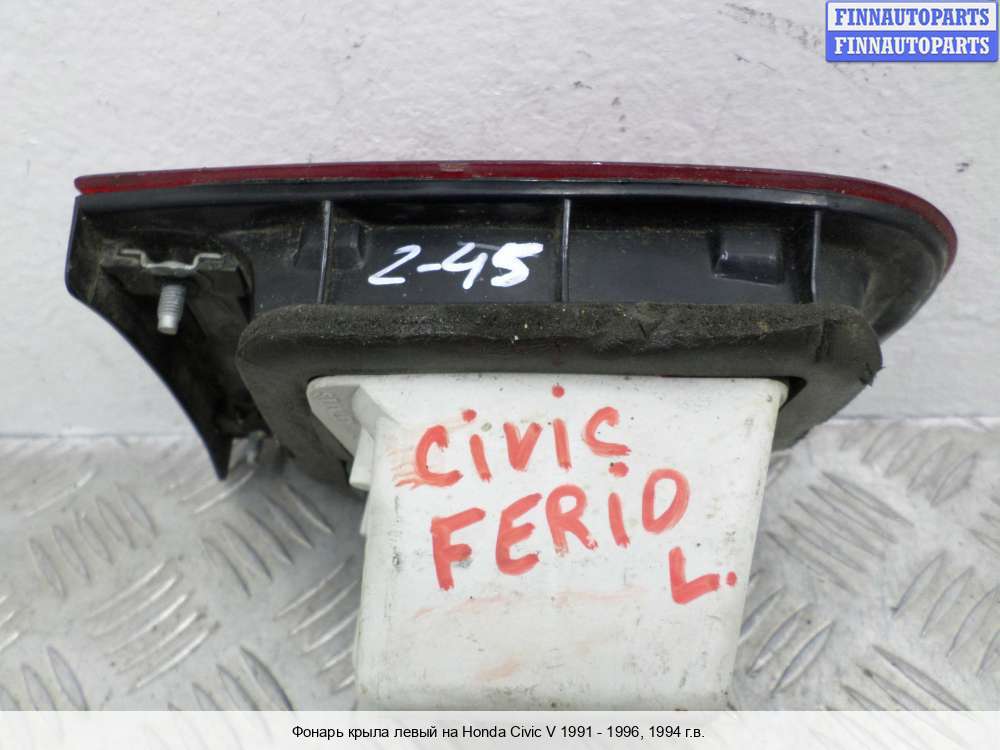 FINNAUTOPARTS
FINNAUTOPARTS
2-45
CiViC
FERiO
L.
Фонарь крыла левый на Honda Civic V 1991 - 1996, 1994 г.в.